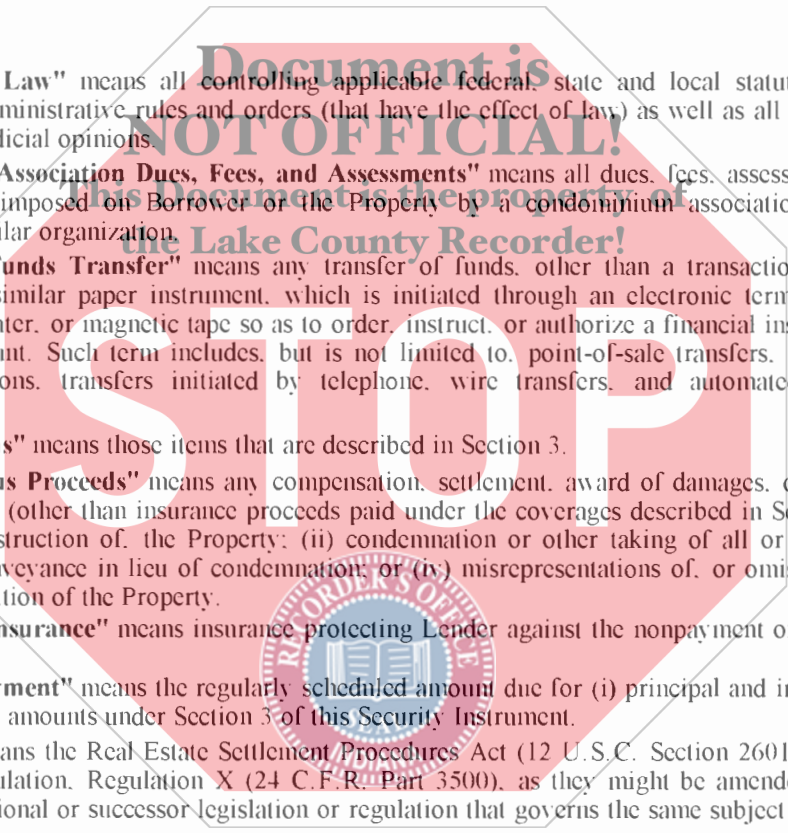 Document is
Law" means all controlling applicable federal, state and local statut
ministrative rules and orders (that have the effect of law) as well as all
dicial opinions.
NOT OFFICIAL!
Association Dues, Fees, and Assessments" means all dues, fees, assess
This Document is the property of
imposed on Borrower or the Property by a condominium associatio
lar organization.
the Lake County Recorder!
unds Transfer" means any transfer of funds, other than a transactio
similar paper instrument, which is initiated through an electronic term
ter, or magnetic tape so as to order, instruct, or authorize a financial ins
unt. Such term includes, but is not limited to, point-of-sale transfers,
ons, transfers initiated by telephone, wire transfers, and automate
STOP
s" means those items that are described in Section 3.
us Proceeds" means any compensation, settlement, award of damages, o
(other than insurance proceeds paid under the coverages described in Se
struction of, the Property; (ii) condemnation or other taking of all or
veyance in lieu of condemnation; or (iv) misrepresentations of, or omis
tion of the Property.
RECORDER'S OFFICE
nsurance" means insurance protecting Lender against the nonpayment o
yment" means the regularly scheduled amount due for (i) principal and in
amounts under Section 3 of this Security Instrument.
SEAL
ans the Real Estate Settlement Procedures Act (12 U.S.C. Section 2601
ulation, Regulation X (24 C.F.R. Part 3500), as they might be amende
ional or successor legislation or regulation that governs the same subject